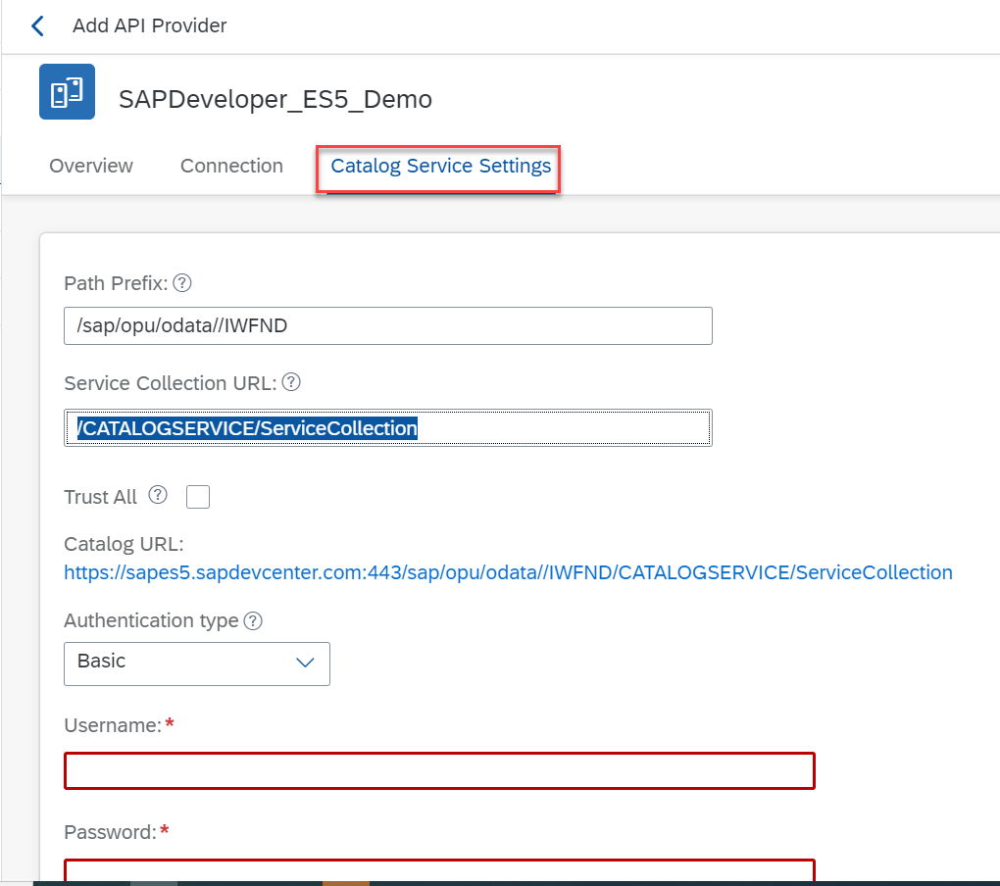 Add API Provider
SAPDeveloper_ES5_Demo
Overview Connection Catalog Service Settings
Path Prefix: ?
/sap/opu/odata//IWFND
Service Collection URL: ?
/CATALOGSERVICE/ServiceCollection
Trust All ?
Catalog URL:
https://sapes5.sapdevcenter.com:443/sap/opu/odata//IWFND/CATALOGSERVICE/ServiceCollection
Authentication type ?
Basic
Username: *
Password: *